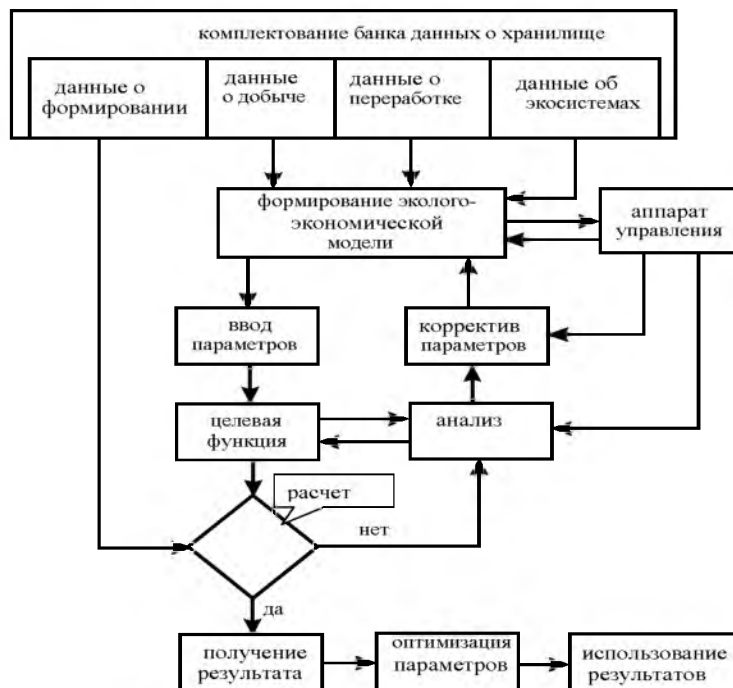 комплектование банка данных о хранилище
данные о
формировании
данные
о добыче
данные о
переработке
данные об
экосистемах
формирование эколого-
экономической
модели
аппарат
управления
ввод
параметров
корректив
параметров
целевая
функция
анализ
расчет
нет
да
получение
результата
оптимизация
параметров
использование
результатов